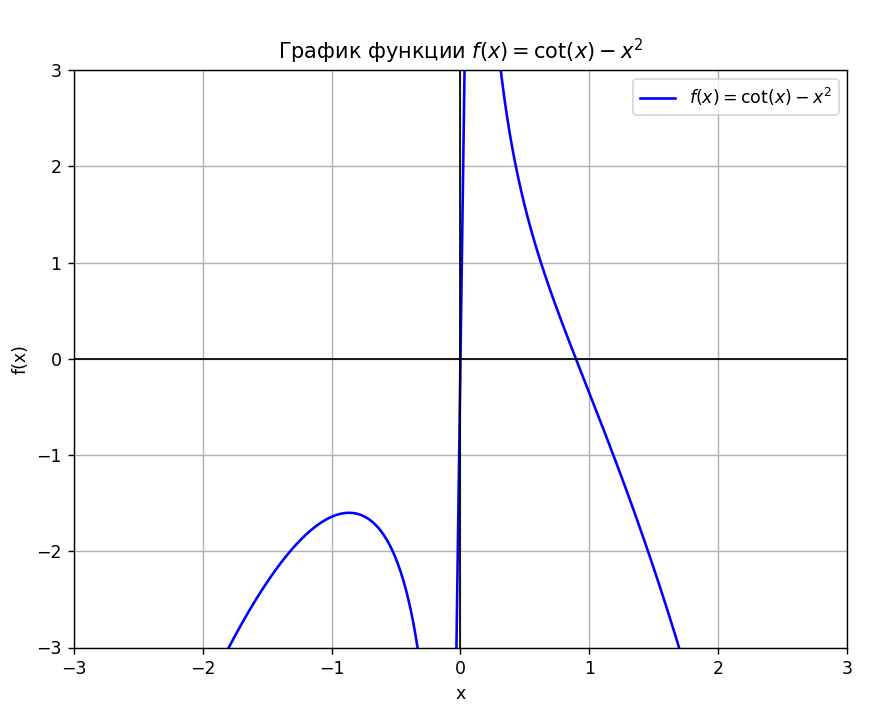 График функции f(x) = cot(x) − x²
f(x) = cot(x) − x²
3
2
1
0
−1
−2
−3
f(x)
−3 −2 −1 0 1 2 3
x